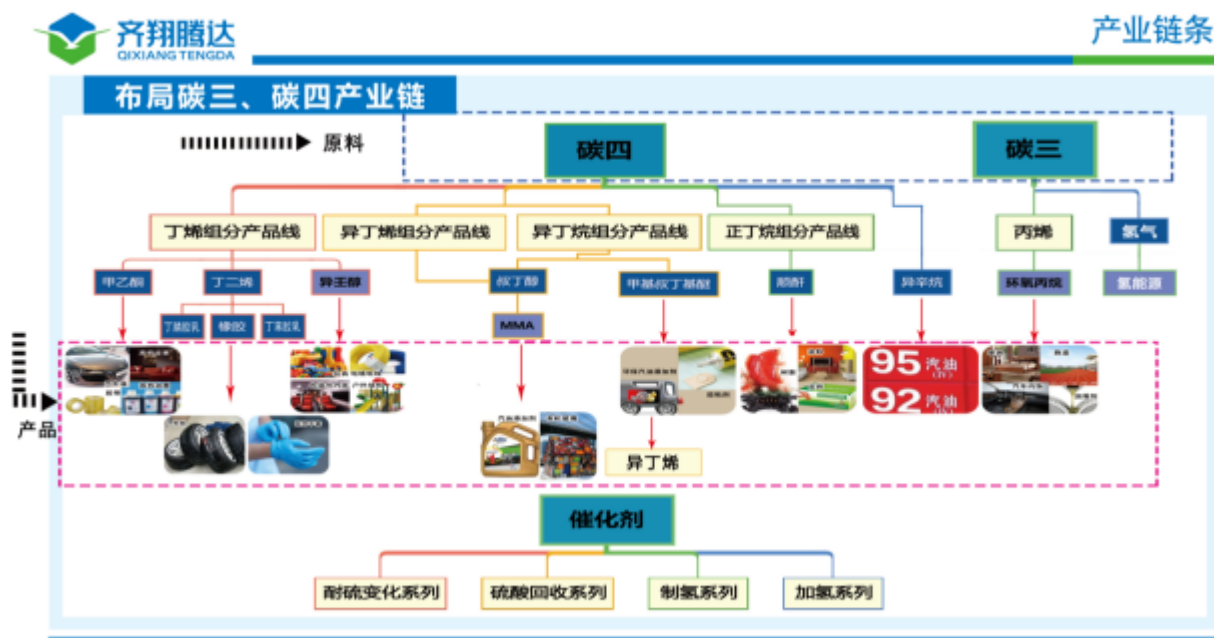 齐翔腾达
QIXIANG TENGDA
产业链条
布局碳三、碳四产业链
原料
碳四
碳三
丁烯组分产品线
异丁烯组分产品线
异丁烷组分产品线
正丁烷组分产品线
丙烯
氢气
甲乙酮
丁二烯
异壬醇
叔丁醇
甲基叔丁基醚
顺酐
异辛烷
环氧丙烷
氢能源
丁腈胶乳
橡胶
丁苯胶乳
MMA
产品
95 汽油
92 汽油
异丁烯
催化剂
耐硫变化系列
硫酸回收系列
制氢系列
加氢系列